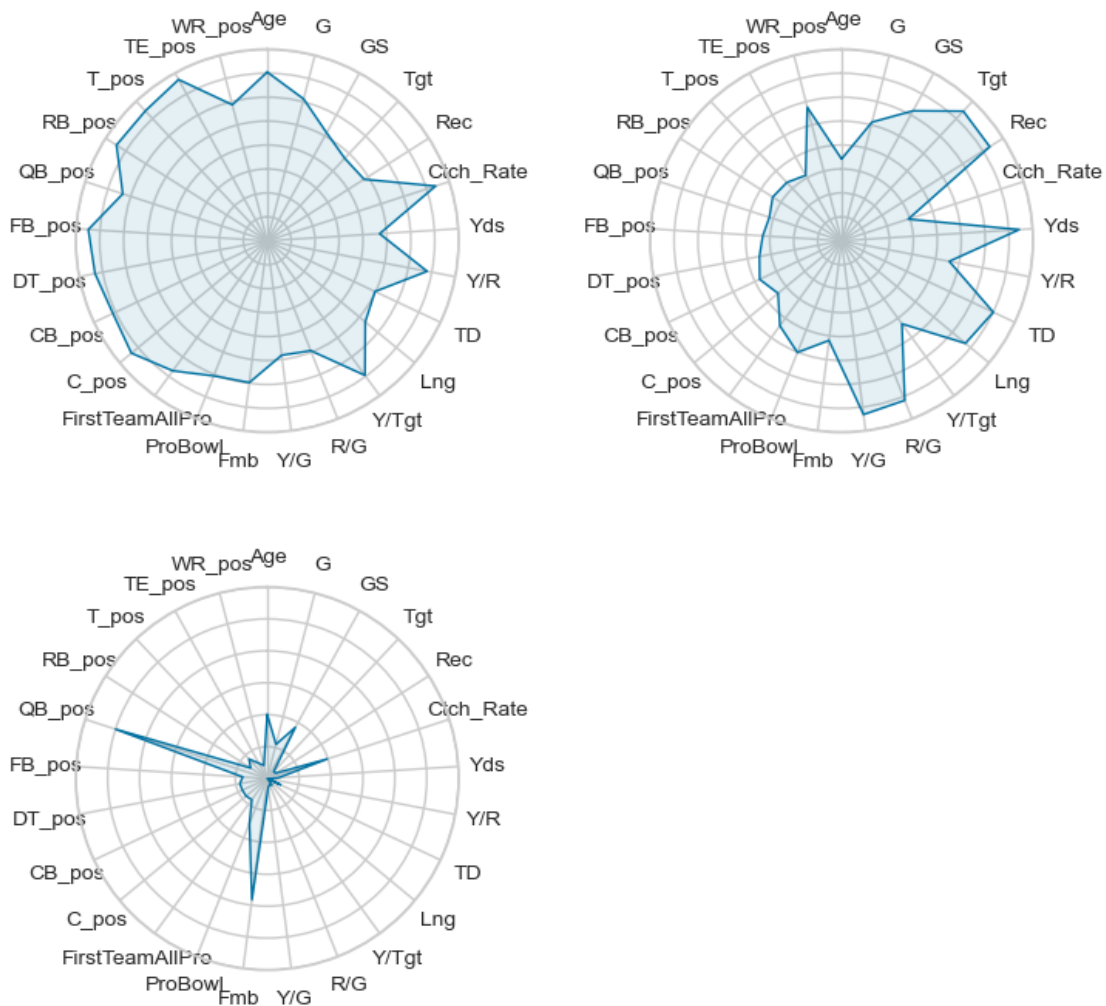 Age
G
GS
Tgt
Rec
Ctch_Rate
Yds
Y/R
TD
Lng
Y/Tgt
R/G
Y/G
Fmb
ProBowl
FirstTeamAllPro
C_pos
CB_pos
DT_pos
FB_pos
QB_pos
RB_pos
T_pos
TE_pos
WR_pos
Age
G
GS
Tgt
Rec
Ctch_Rate
Yds
Y/R
TD
Lng
Y/Tgt
R/G
Y/G
Fmb
ProBowl
FirstTeamAllPro
C_pos
CB_pos
DT_pos
FB_pos
QB_pos
RB_pos
T_pos
TE_pos
WR_pos
Age
G
GS
Tgt
Rec
Ctch_Rate
Yds
Y/R
TD
Lng
Y/Tgt
R/G
Y/G
Fmb
ProBowl
FirstTeamAllPro
C_pos
CB_pos
DT_pos
FB_pos
QB_pos
RB_pos
T_pos
TE_pos
WR_pos